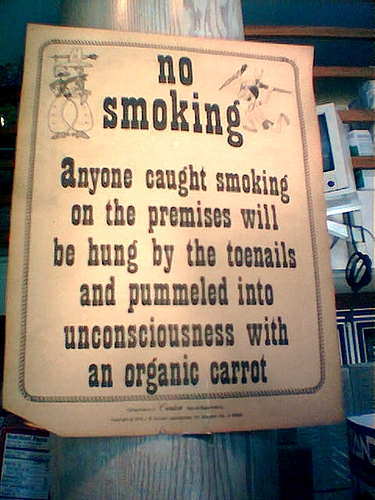 no
smoking
anyone caught smoking
on the premises will
be hung by the toenails
and pummeled into
unconsciousness with
an organic carrot